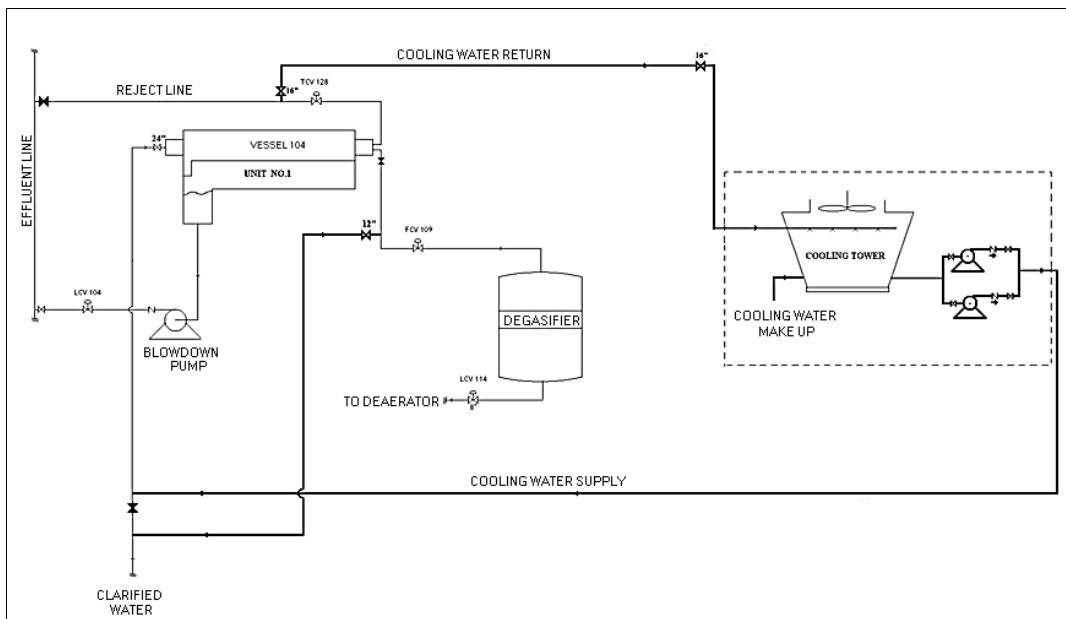 COOLING WATER RETURN
16"
TCV 128
16"
REJECT LINE
EFFLUENT LINE
24"
VESSEL 104
UNIT NO.1
12"
FCV 109
COOLING TOWER
LCV 104
DEGASIFIER
COOLING WATER
MAKE UP
BLOWDOWN
PUMP
LCV 114
TO DEAERATOR
COOLING WATER SUPPLY
CLARIFIED
WATER